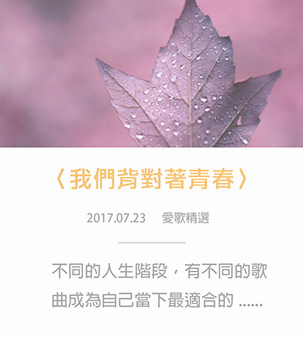 〈我們背對著青春〉
2017.07.23 愛歌精選
不同的人生階段，有不同的歌
曲成為自己當下最適合的 ......